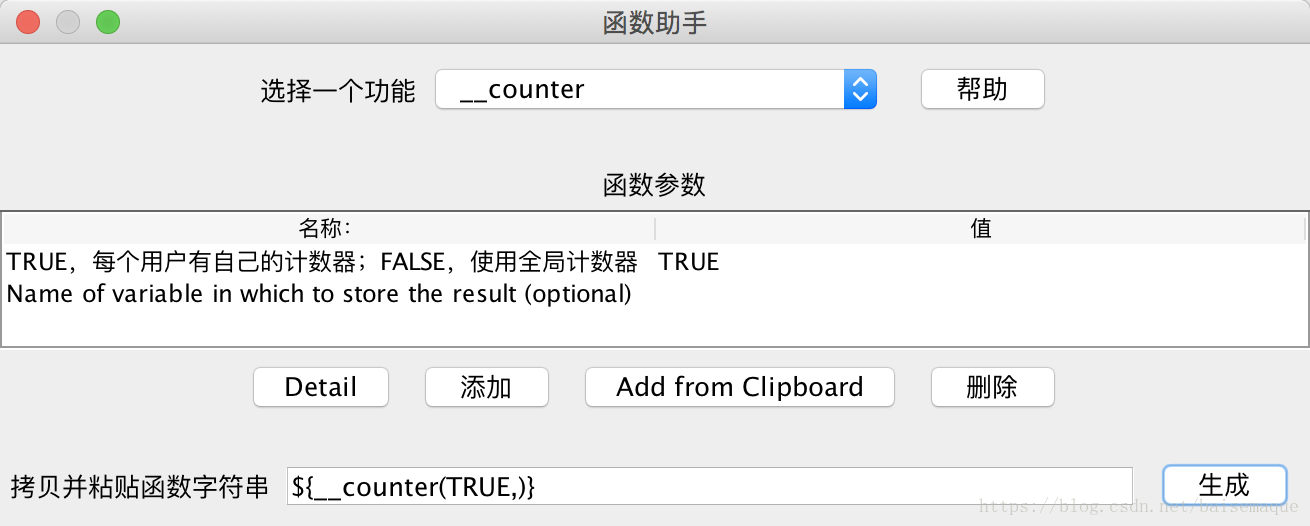 函数助手
选择一个功能 __counter 帮助
函数参数
名称: 值
TRUE，每个用户有自己的计数器；FALSE，使用全局计数器 TRUE
Name of variable in which to store the result (optional)
Detail 添加 Add from Clipboard 删除
拷贝并粘贴函数字符串 ${__counter(TRUE,)} 生成
https://blog.csdn.net/baisemaque